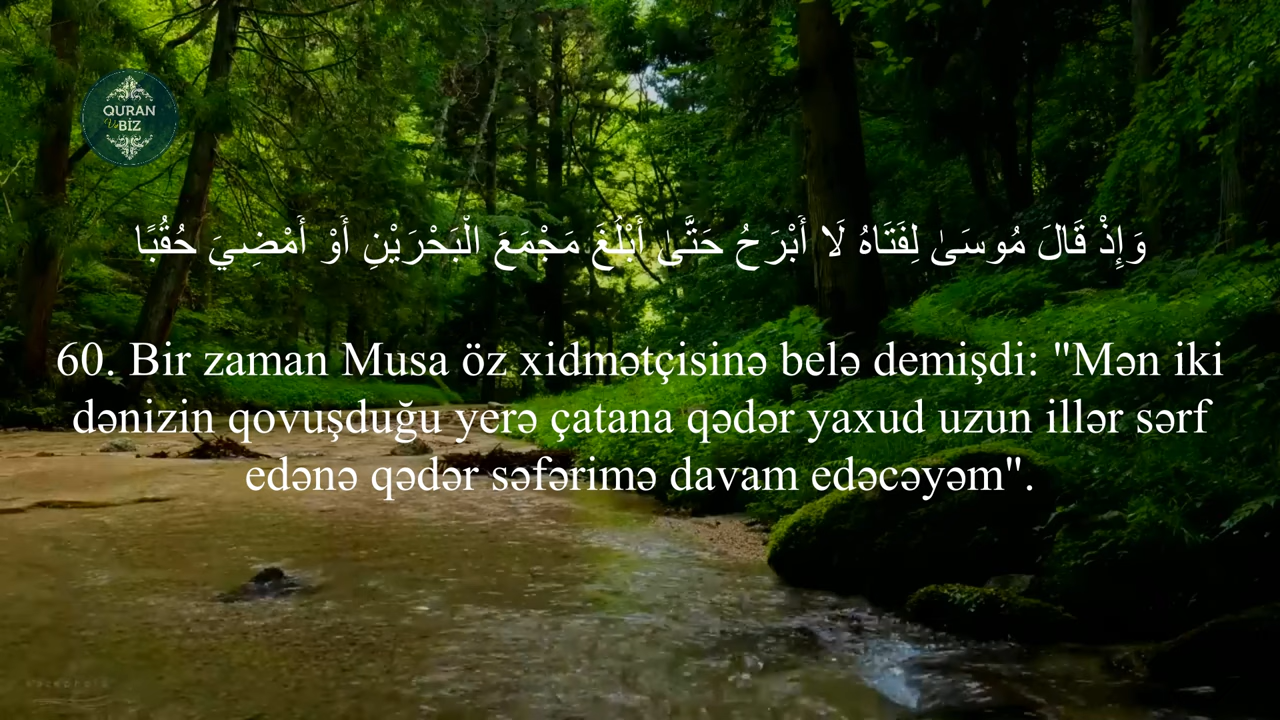 QURAN
Və BİZ
وَإِذْ قَالَ مُوسَىٰ لِفَتَاهُ لَا أَبْرَحُ حَتَّىٰ أَبْلُغَ مَجْمَعَ الْبَحْرَيْنِ أَوْ أَمْضِيَ حُقُبًا
60. Bir zaman Musa öz xidmətçisinə belə demişdi: "Mən iki
dənizin qovuşduğu yerə çatana qədər yaxud uzun illər sərf
edənə qədər səfərimə davam edəcəyəm".